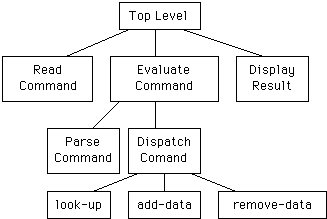 Top Level
Read
Command
Evaluate
Command
Display
Result
Parse
Command
Dispatch
Comand
look-up
add-data
remove-data